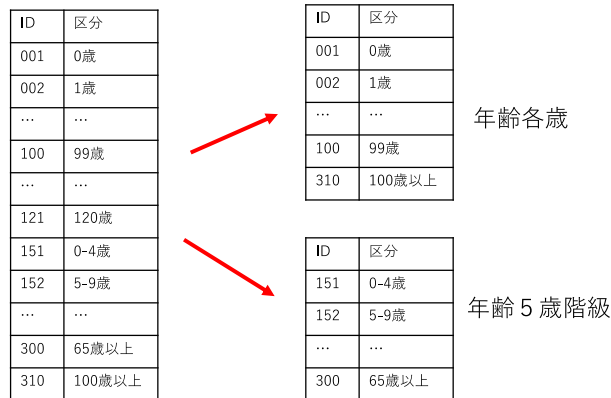 ID 区分
001 0歳
002 1歳
… …
100 99歳
… …
121 120歳
151 0-4歳
152 5-9歳
… …
300 65歳以上
310 100歳以上
ID 区分
001 0歳
002 1歳
… …
100 99歳
310 100歳以上
年齢各歳
ID 区分
151 0-4歳
152 5-9歳
… …
300 65歳以上
年齢５歳階級